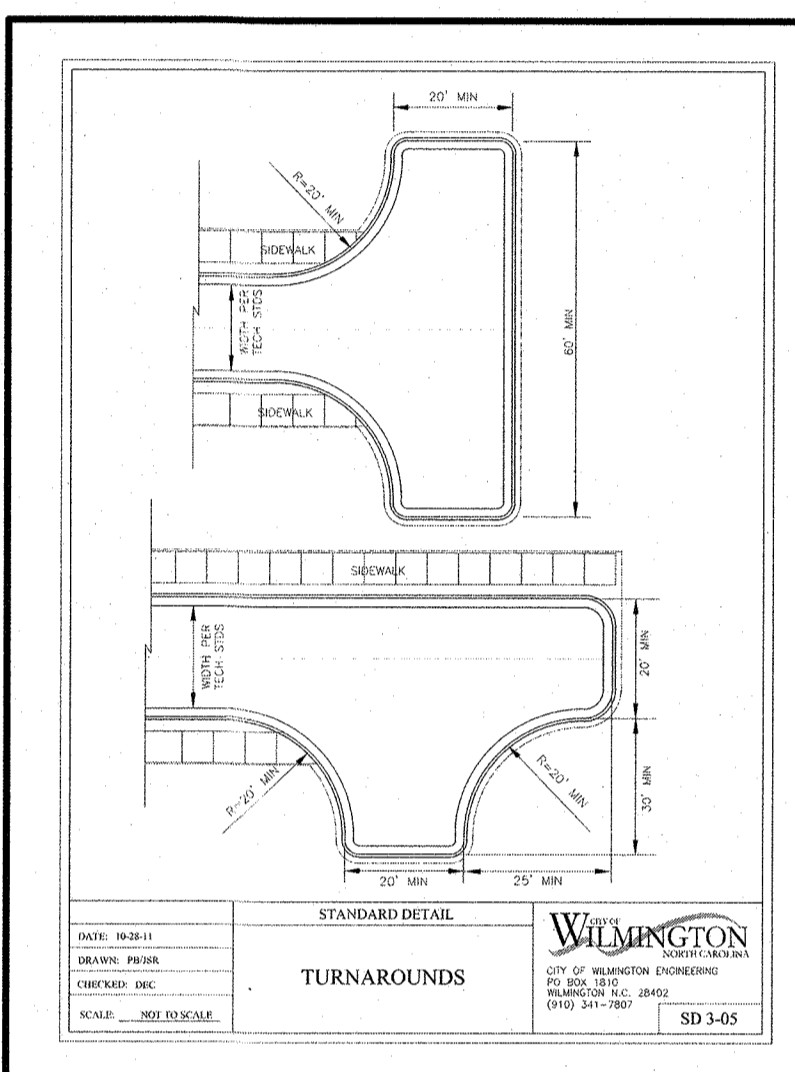 20' MIN
R=20' MIN
SIDEWALK
WIDTH PER
TECH STDS
60' MIN
SIDEWALK
SIDEWALK
WIDTH PER
TECH STDS
20' MIN
R=20' MIN
R=20' MIN
30' MIN
20' MIN
25' MIN
STANDARD DETAIL
DATE: 10-28-11
DRAWN: PB/JSR
CHECKED: DEC
SCALE: NOT TO SCALE
TURNAROUNDS
CITY OF
WILMINGTON
NORTH CAROLINA
CITY OF WILMINGTON ENGINEERING
PO BOX 1810
WILMINGTON N.C. 28402
(910) 341-7807
SD 3-05